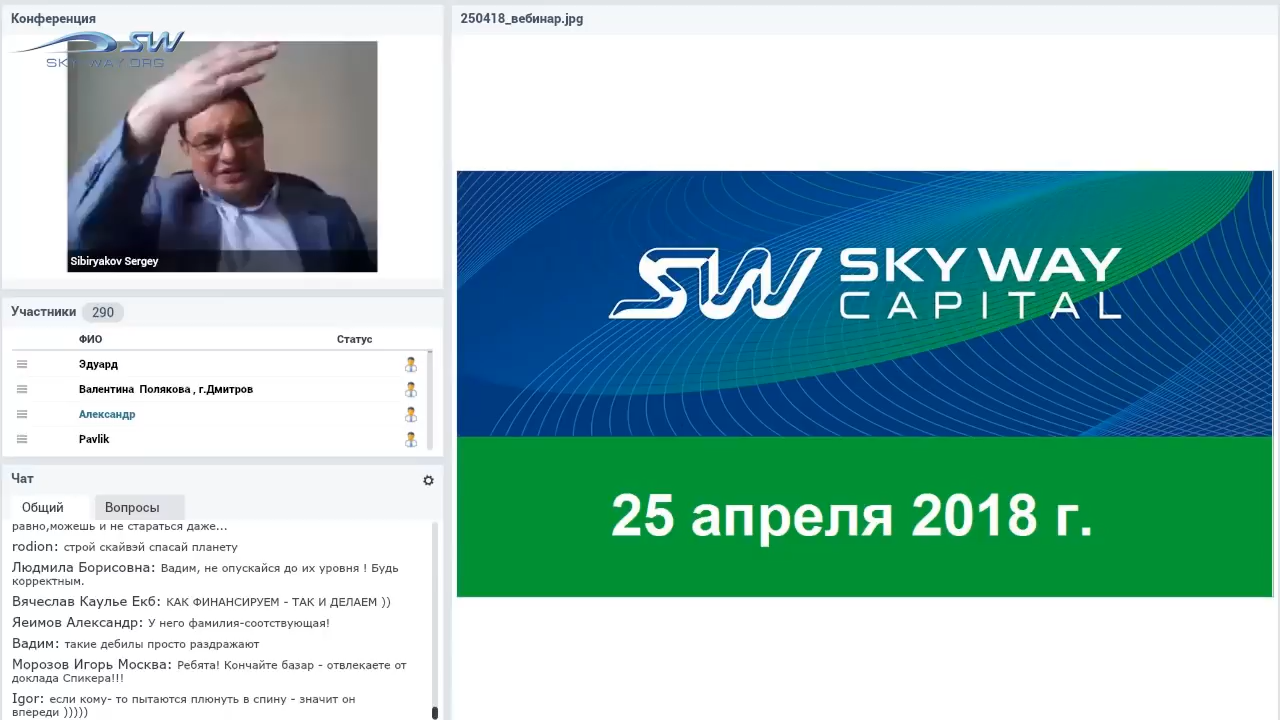 Конференция
SW
SKY-WAY.ORG
Sibiryakov Sergey
Участники 290
ФИО Статус
Эдуард
Валентина Полякова , г.Дмитров
Александр
Pavlik
Чат
Общий Вопросы
равно,можешь и не стараться даже...
rodion: строй скайвэй спасай планету
Людмила Борисовна: Вадим, не опускайся до их уровня ! Будь
корректным.
Вячеслав Каулье Екб: КАК ФИНАНСИРУЕМ - ТАК И ДЕЛАЕМ ))
Яеимов Александр: У него фамилия-соотствующая!
Вадим: такие дебилы просто раздражают
Морозов Игорь Москва: Ребята! Кончайте базар - отвлекаете от
доклада Спикера!!!
Igor: если кому- то пытаются плюнуть в спину - значит он
впереди )))))
250418_вебинар.jpg
SW SKY WAY
CAPITAL
25 апреля 2018 г.